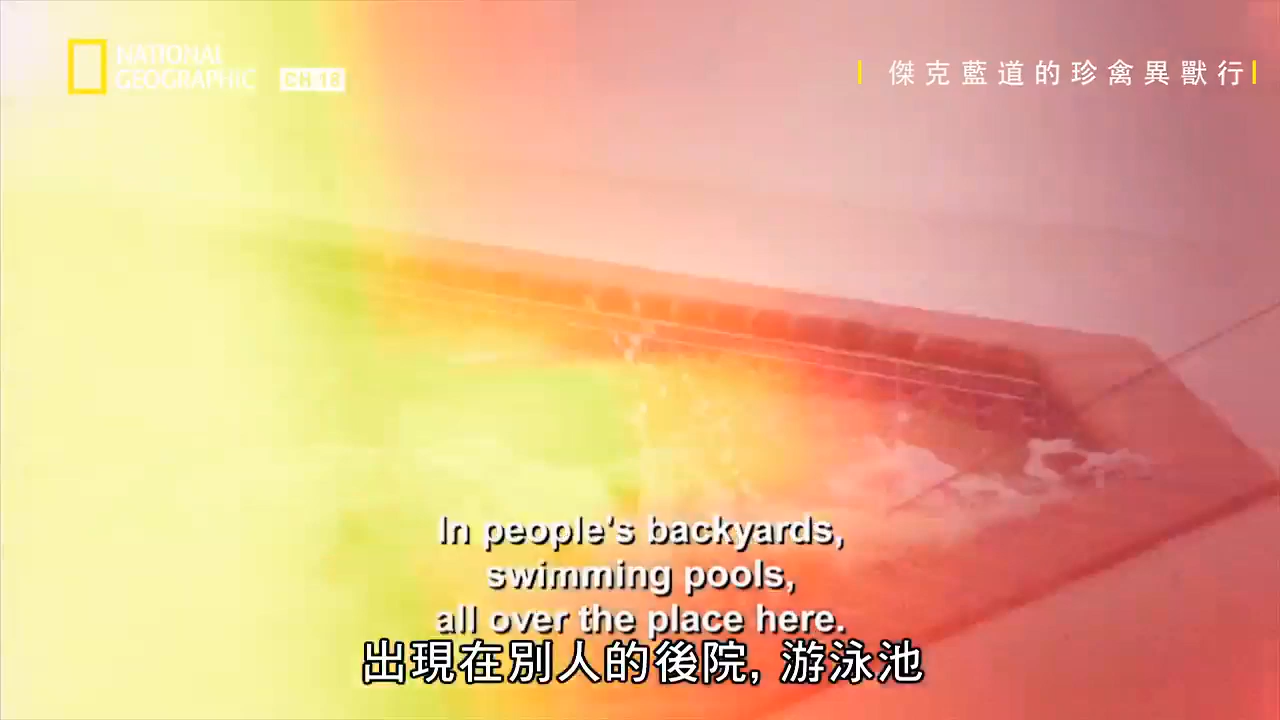 NATIONAL
GEOGRAPHIC
CH 18
傑克藍道的珍禽異獸行
In people's backyards,
swimming pools,
all over the place here.
出現在別人的後院, 游泳池